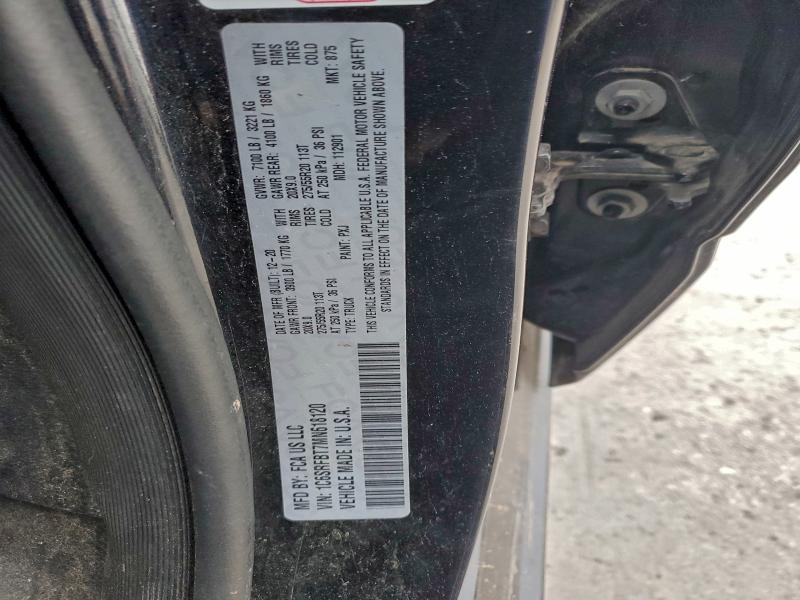 MFD BY: FCA US LLC
DATE OF MFR (BUILT): 12-20 GVWR: 7100 LB / 3221 KG
GAWR FRONT: 3900 LB / 1770 KG WITH GAWR REAR: 4100 LB / 1860 KG WITH
20X9.0 RIMS 20X9.0 RIMS
275/55R20 113T TIRES 275/55R20 113T TIRES
AT 250 kPa / 36 PSI COLD AT 250 kPa / 36 PSI COLD
VIN: 1C6SRFBT7MN618120
TYPE: TRUCK PAINT: PXJ MDH: 112901 MKT: 875
VEHICLE MADE IN: U.S.A.
THIS VEHICLE CONFORMS TO ALL APPLICABLE U.S.A. FEDERAL MOTOR VEHICLE SAFETY
STANDARDS IN EFFECT ON THE DATE OF MANUFACTURE SHOWN ABOVE.